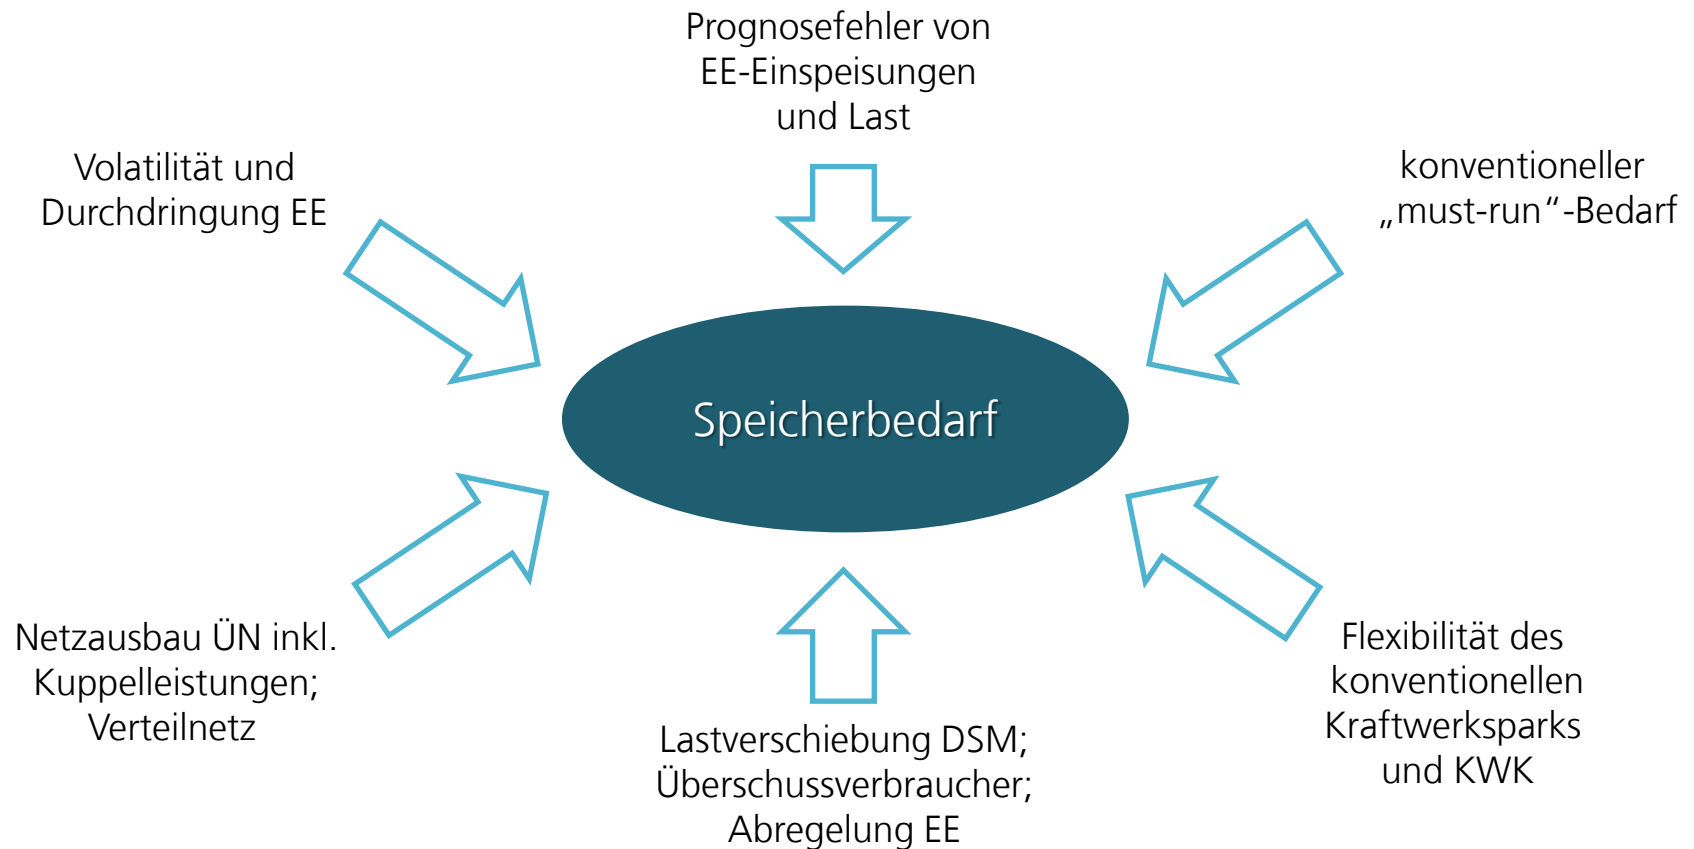 Prognosefehler von
EE-Einspeisungen
und Last
Volatilität und
Durchdringung EE
konventioneller
„must-run“-Bedarf
Speicherbedarf
Netzausbau ÜN inkl.
Kuppelleistungen;
Verteilnetz
Lastverschiebung DSM;
Überschussverbraucher;
Abregelung EE
Flexibilität des
konventionellen
Kraftwerksparks
und KWK